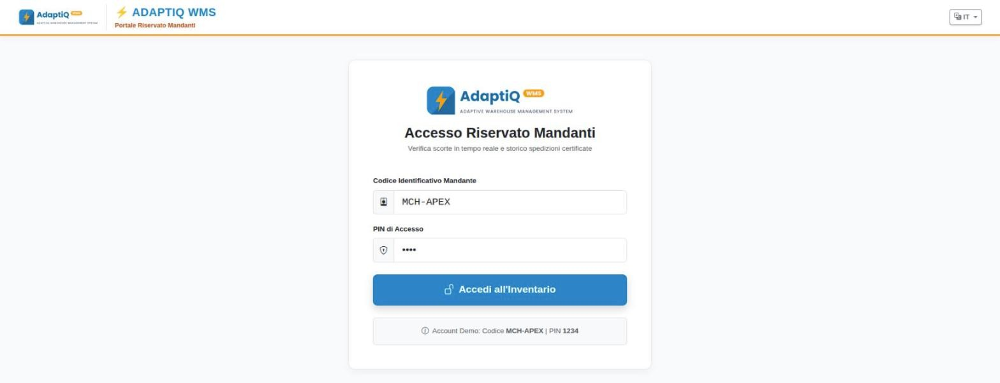 AdaptiQ WMS
ADAPTIVE WAREHOUSE MANAGEMENT SYSTEM
⚡ ADAPTIQ WMS
Portale Riservato Mandanti
IT
AdaptiQ WMS
ADAPTIVE WAREHOUSE MANAGEMENT SYSTEM
Accesso Riservato Mandanti
Verifica scorte in tempo reale e storico spedizioni certificate
Codice Identificativo Mandante
MCH-APEX
PIN di Accesso
••••
Accedi all'Inventario
Account Demo: Codice MCH-APEX | PIN 1234